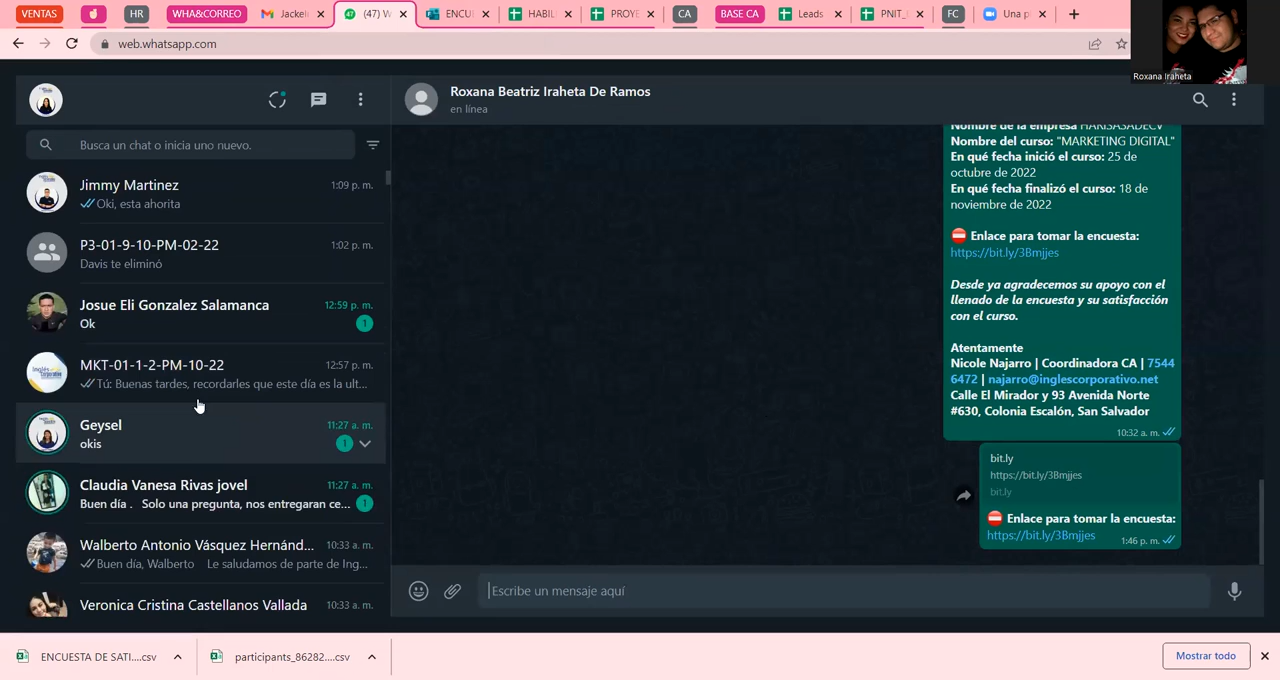 VENTAS
HR
WHA&CORREO
Jackel
(47) W
ENCU
HABIL
PROYE
CA
BASE CA
Leads
PNIT_
FC
Una p
web.whatsapp.com
Roxana Iraheta
Roxana Beatriz Iraheta De Ramos
en línea
Busca un chat o inicia uno nuevo.
Jimmy Martinez
1:09 p. m.
Oki, esta ahorita
P3-01-9-10-PM-02-22
1:02 p. m.
Davis te eliminó
Josue Eli Gonzalez Salamanca
12:59 p. m.
Ok
1
MKT-01-1-2-PM-10-22
12:57 p. m.
Tú: Buenas tardes, recordarles que este día es la ult...
Geysel
11:27 a. m.
okis
1
Claudia Vanesa Rivas jovel
11:27 a. m.
Buen día . Solo una pregunta, nos entregaran ce...
1
Walberto Antonio Vásquez Hernánd...
10:33 a. m.
Buen día, Walberto Le saludamos de parte de Ing...
Veronica Cristina Castellanos Vallada
10:33 a. m.
Nombre de la empresa HARISASADECV
Nombre del curso: "MARKETING DIGITAL"
En qué fecha inició el curso: 25 de
octubre de 2022
En qué fecha finalizó el curso: 18 de
noviembre de 2022
Enlace para tomar la encuesta:
https://bit.ly/3Bmjjes
Desde ya agradecemos su apoyo con el
llenado de la encuesta y su satisfacción
con el curso.
Atentamente
Nicole Najarro | Coordinadora CA | 7544
6472 | najarro@inglescorporativo.net
Calle El Mirador y 93 Avenida Norte
#630, Colonia Escalón, San Salvador
10:32 a. m.
bit.ly
https://bit.ly/3Bmjjes
bit.ly
Enlace para tomar la encuesta:
https://bit.ly/3Bmjjes
1:46 p. m.
Escribe un mensaje aquí
ENCUESTA DE SATI....csv
participants_86282....csv
Mostrar todo